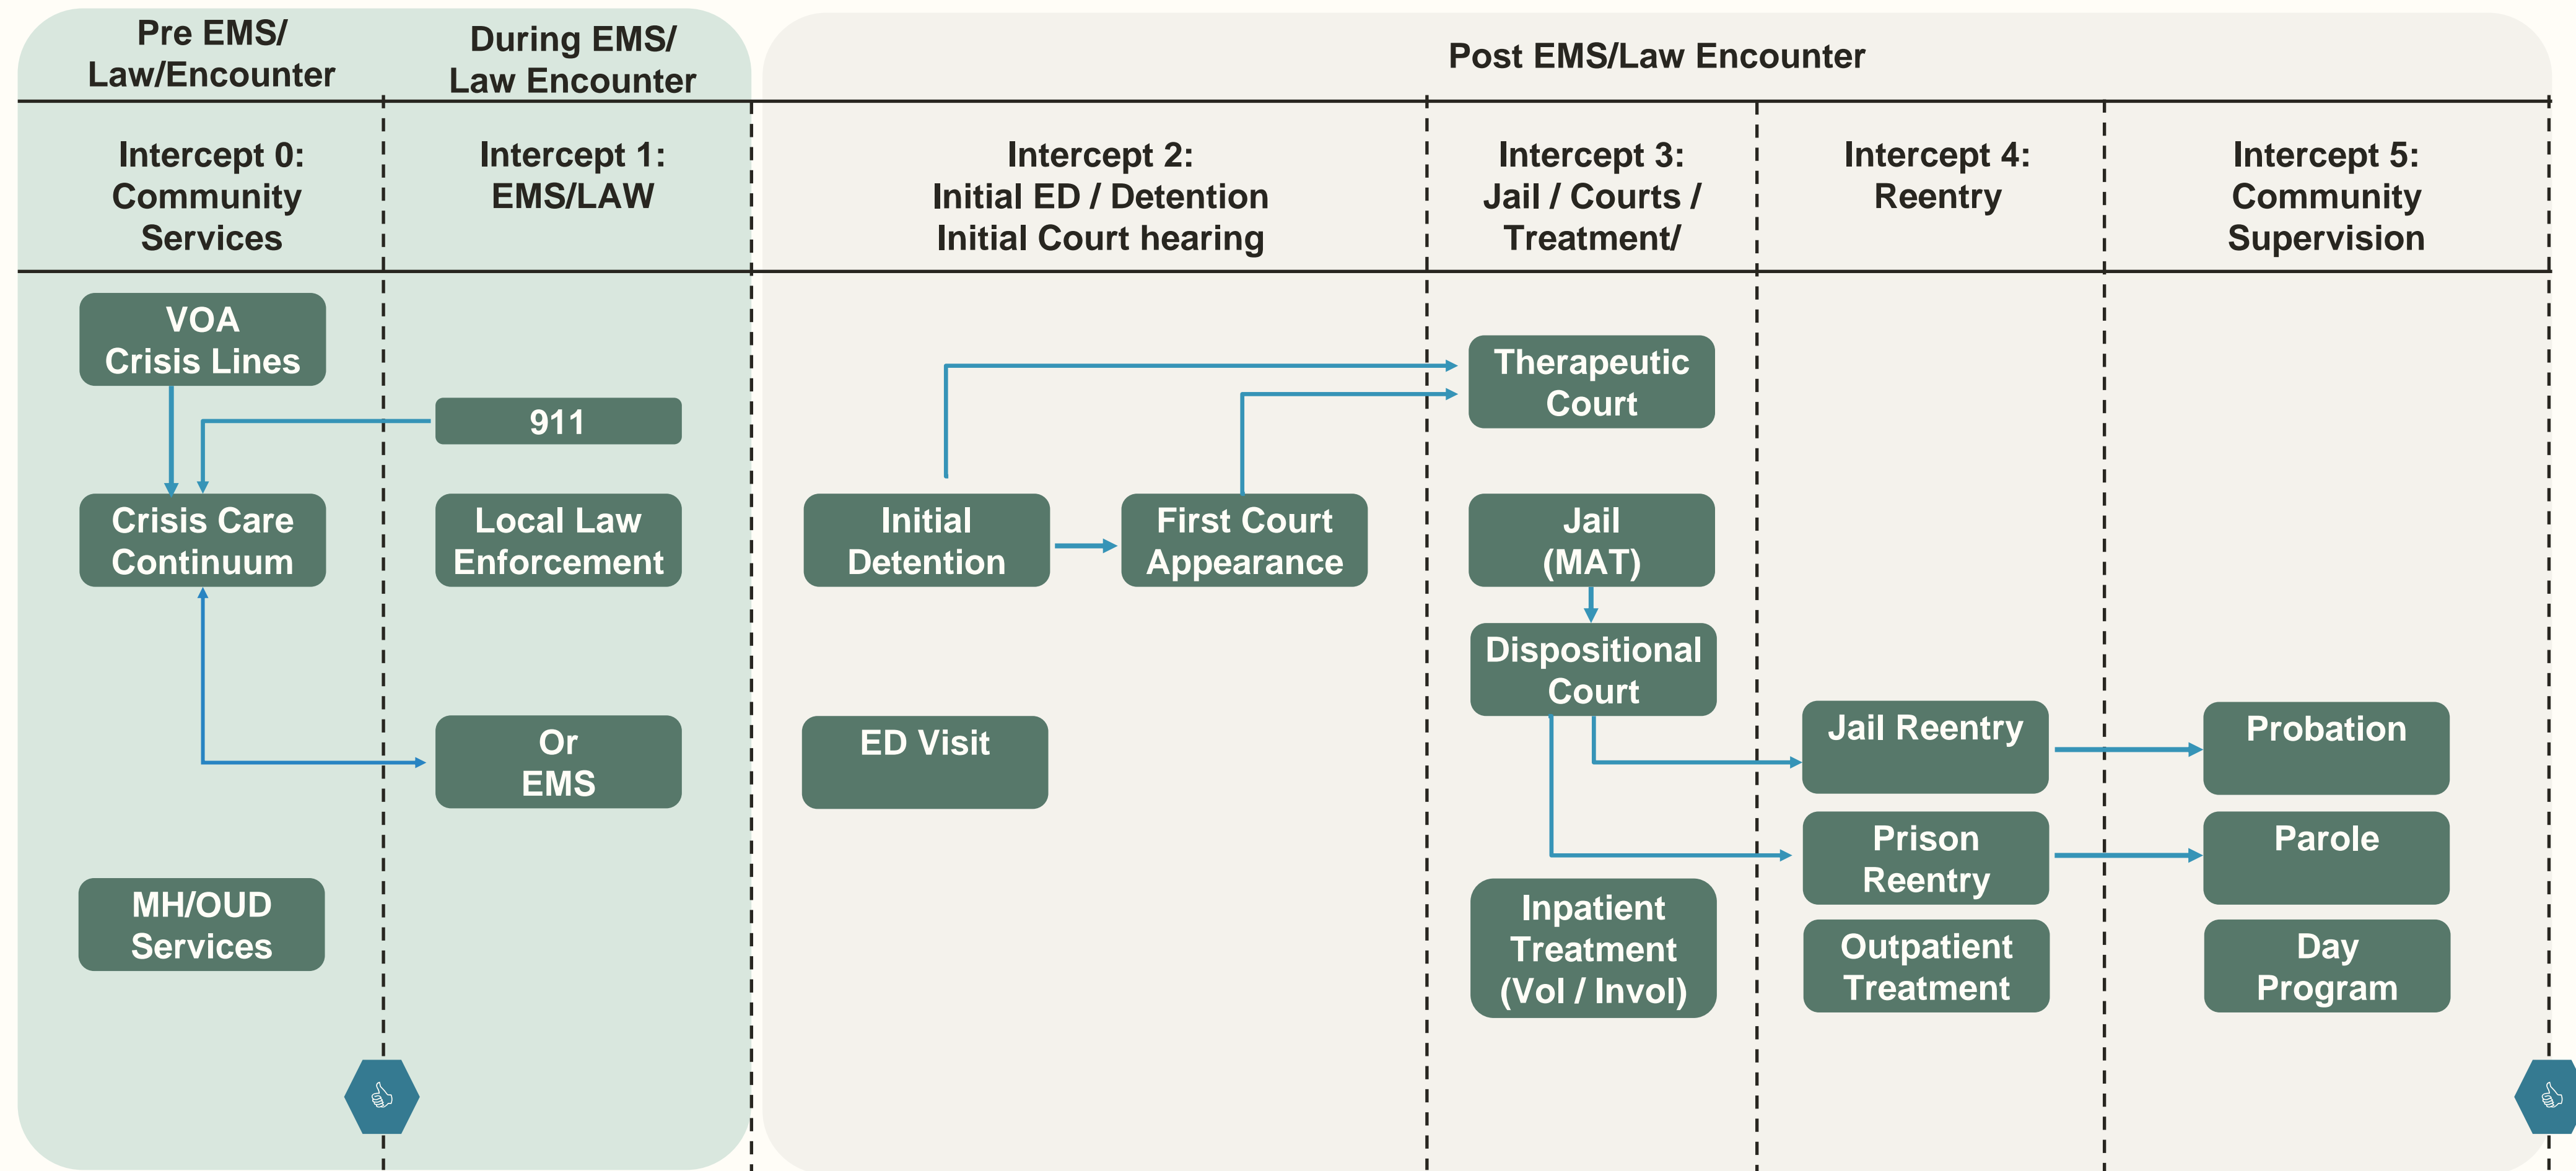 Pre EMS/
Law/Encounter
During EMS/
Law Encounter
Post EMS/Law Encounter
Intercept 0:
Community
Services
Intercept 1:
EMS/LAW
Intercept 2:
Initial ED / Detention
Initial Court hearing
Intercept 3:
Jail / Courts /
Treatment/
Intercept 4:
Reentry
Intercept 5:
Community
Supervision
VOA
Crisis Lines
Crisis Care
Continuum
MH/OUD
Services
911
Local Law
Enforcement
Or
EMS
Initial
Detention
First Court
Appearance
ED Visit
Therapeutic
Court
Jail
(MAT)
Dispositional
Court
Inpatient
Treatment
(Vol / Invol)
Jail Reentry
Prison
Reentry
Outpatient
Treatment
Probation
Parole
Day
Program